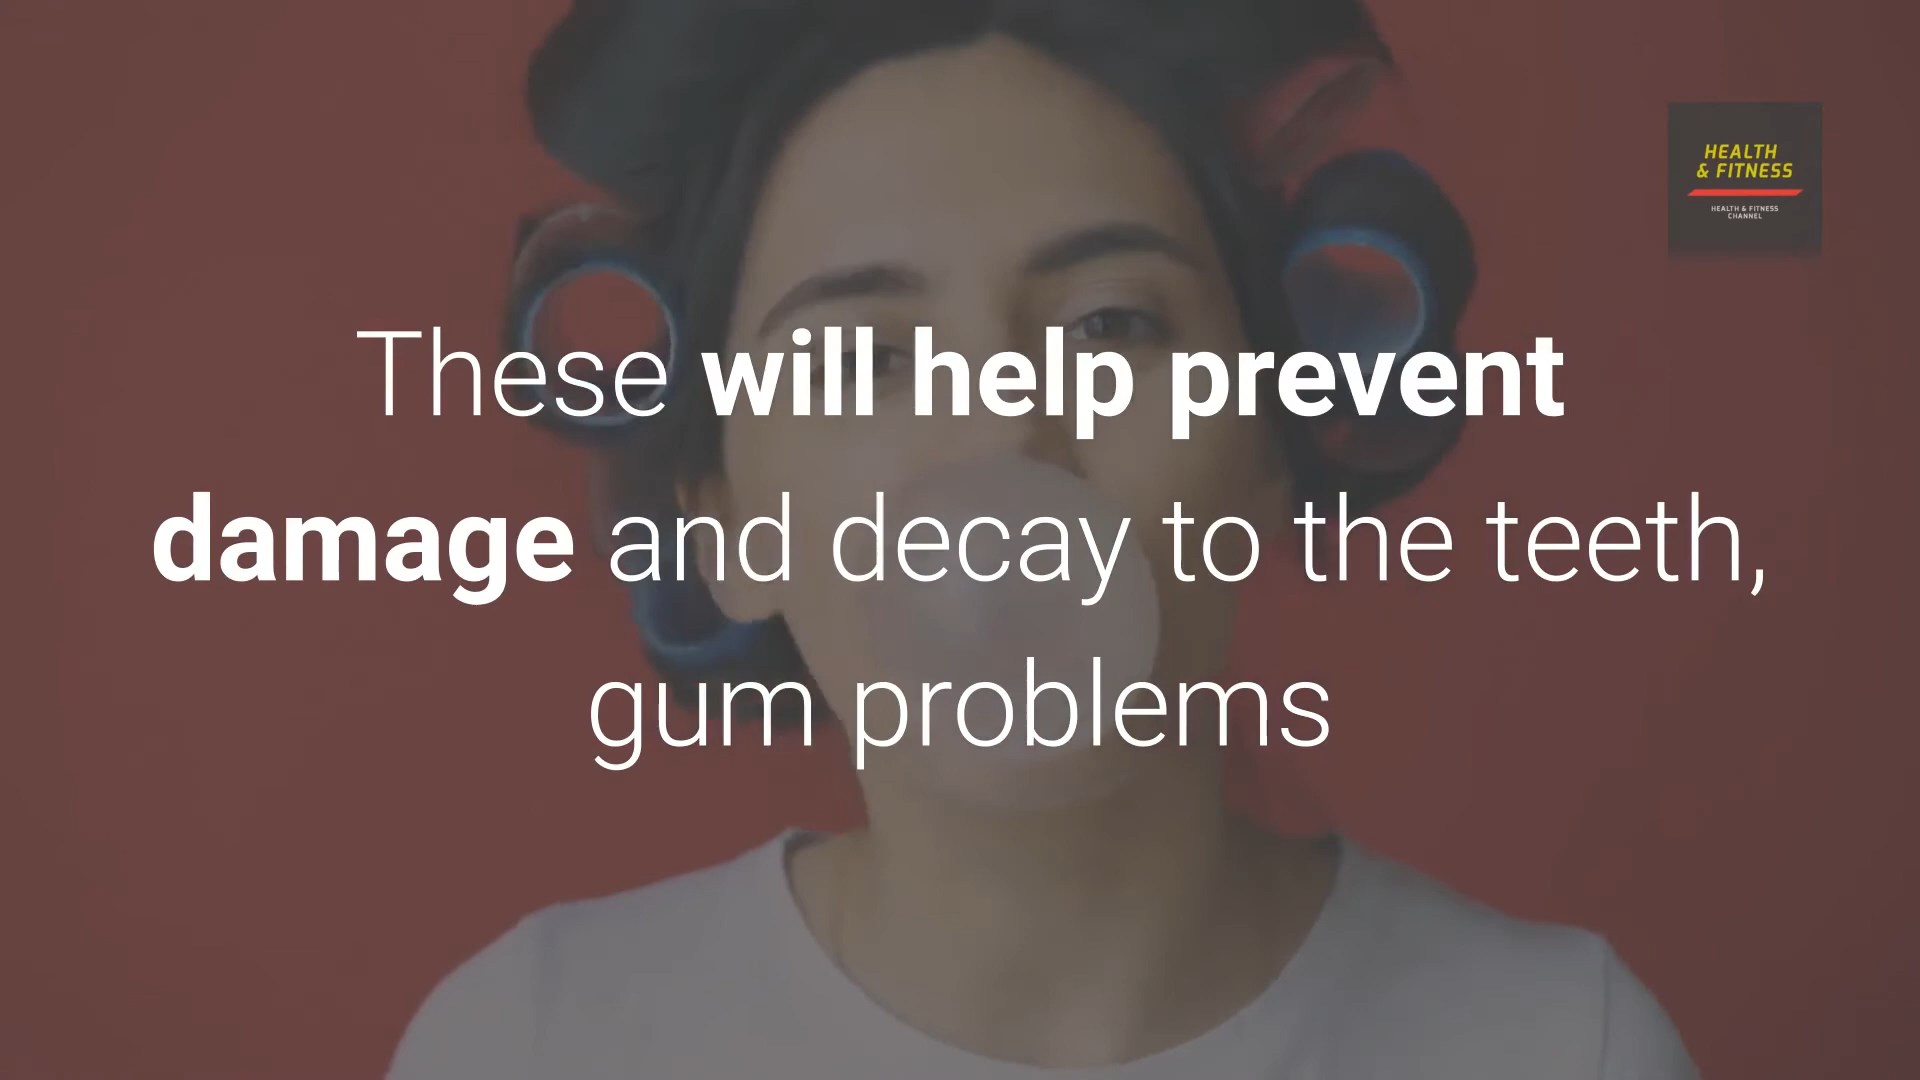 HEALTH
& FITNESS
HEALTH & FITNESS
CHANNEL
These will help prevent
damage and decay to the teeth,
gum problems